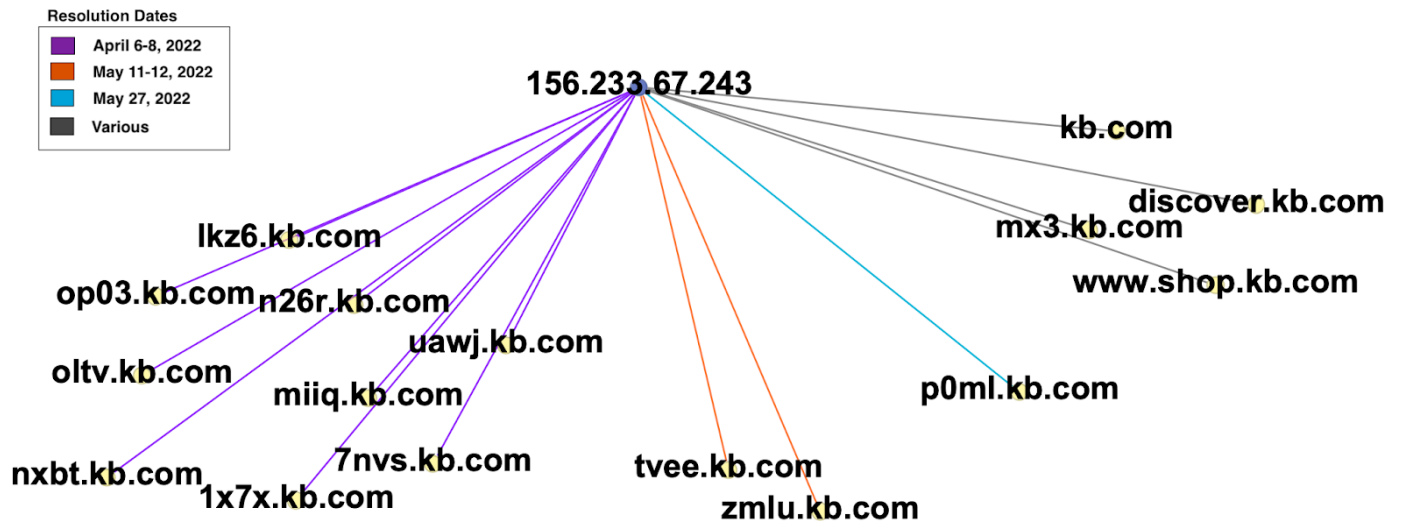 Resolution Dates
April 6-8, 2022
May 11-12, 2022
May 27, 2022
Various
156.233.67.243
kb.com
discover.kb.com
mx3.kb.com
www.shop.kb.com
lkz6.kb.com
op03.kb.com
n26r.kb.com
uawj.kb.com
oltv.kb.com
miiq.kb.com
p0ml.kb.com
7nvs.kb.com
nxbt.kb.com
1x7x.kb.com
tvee.kb.com
zmlu.kb.com